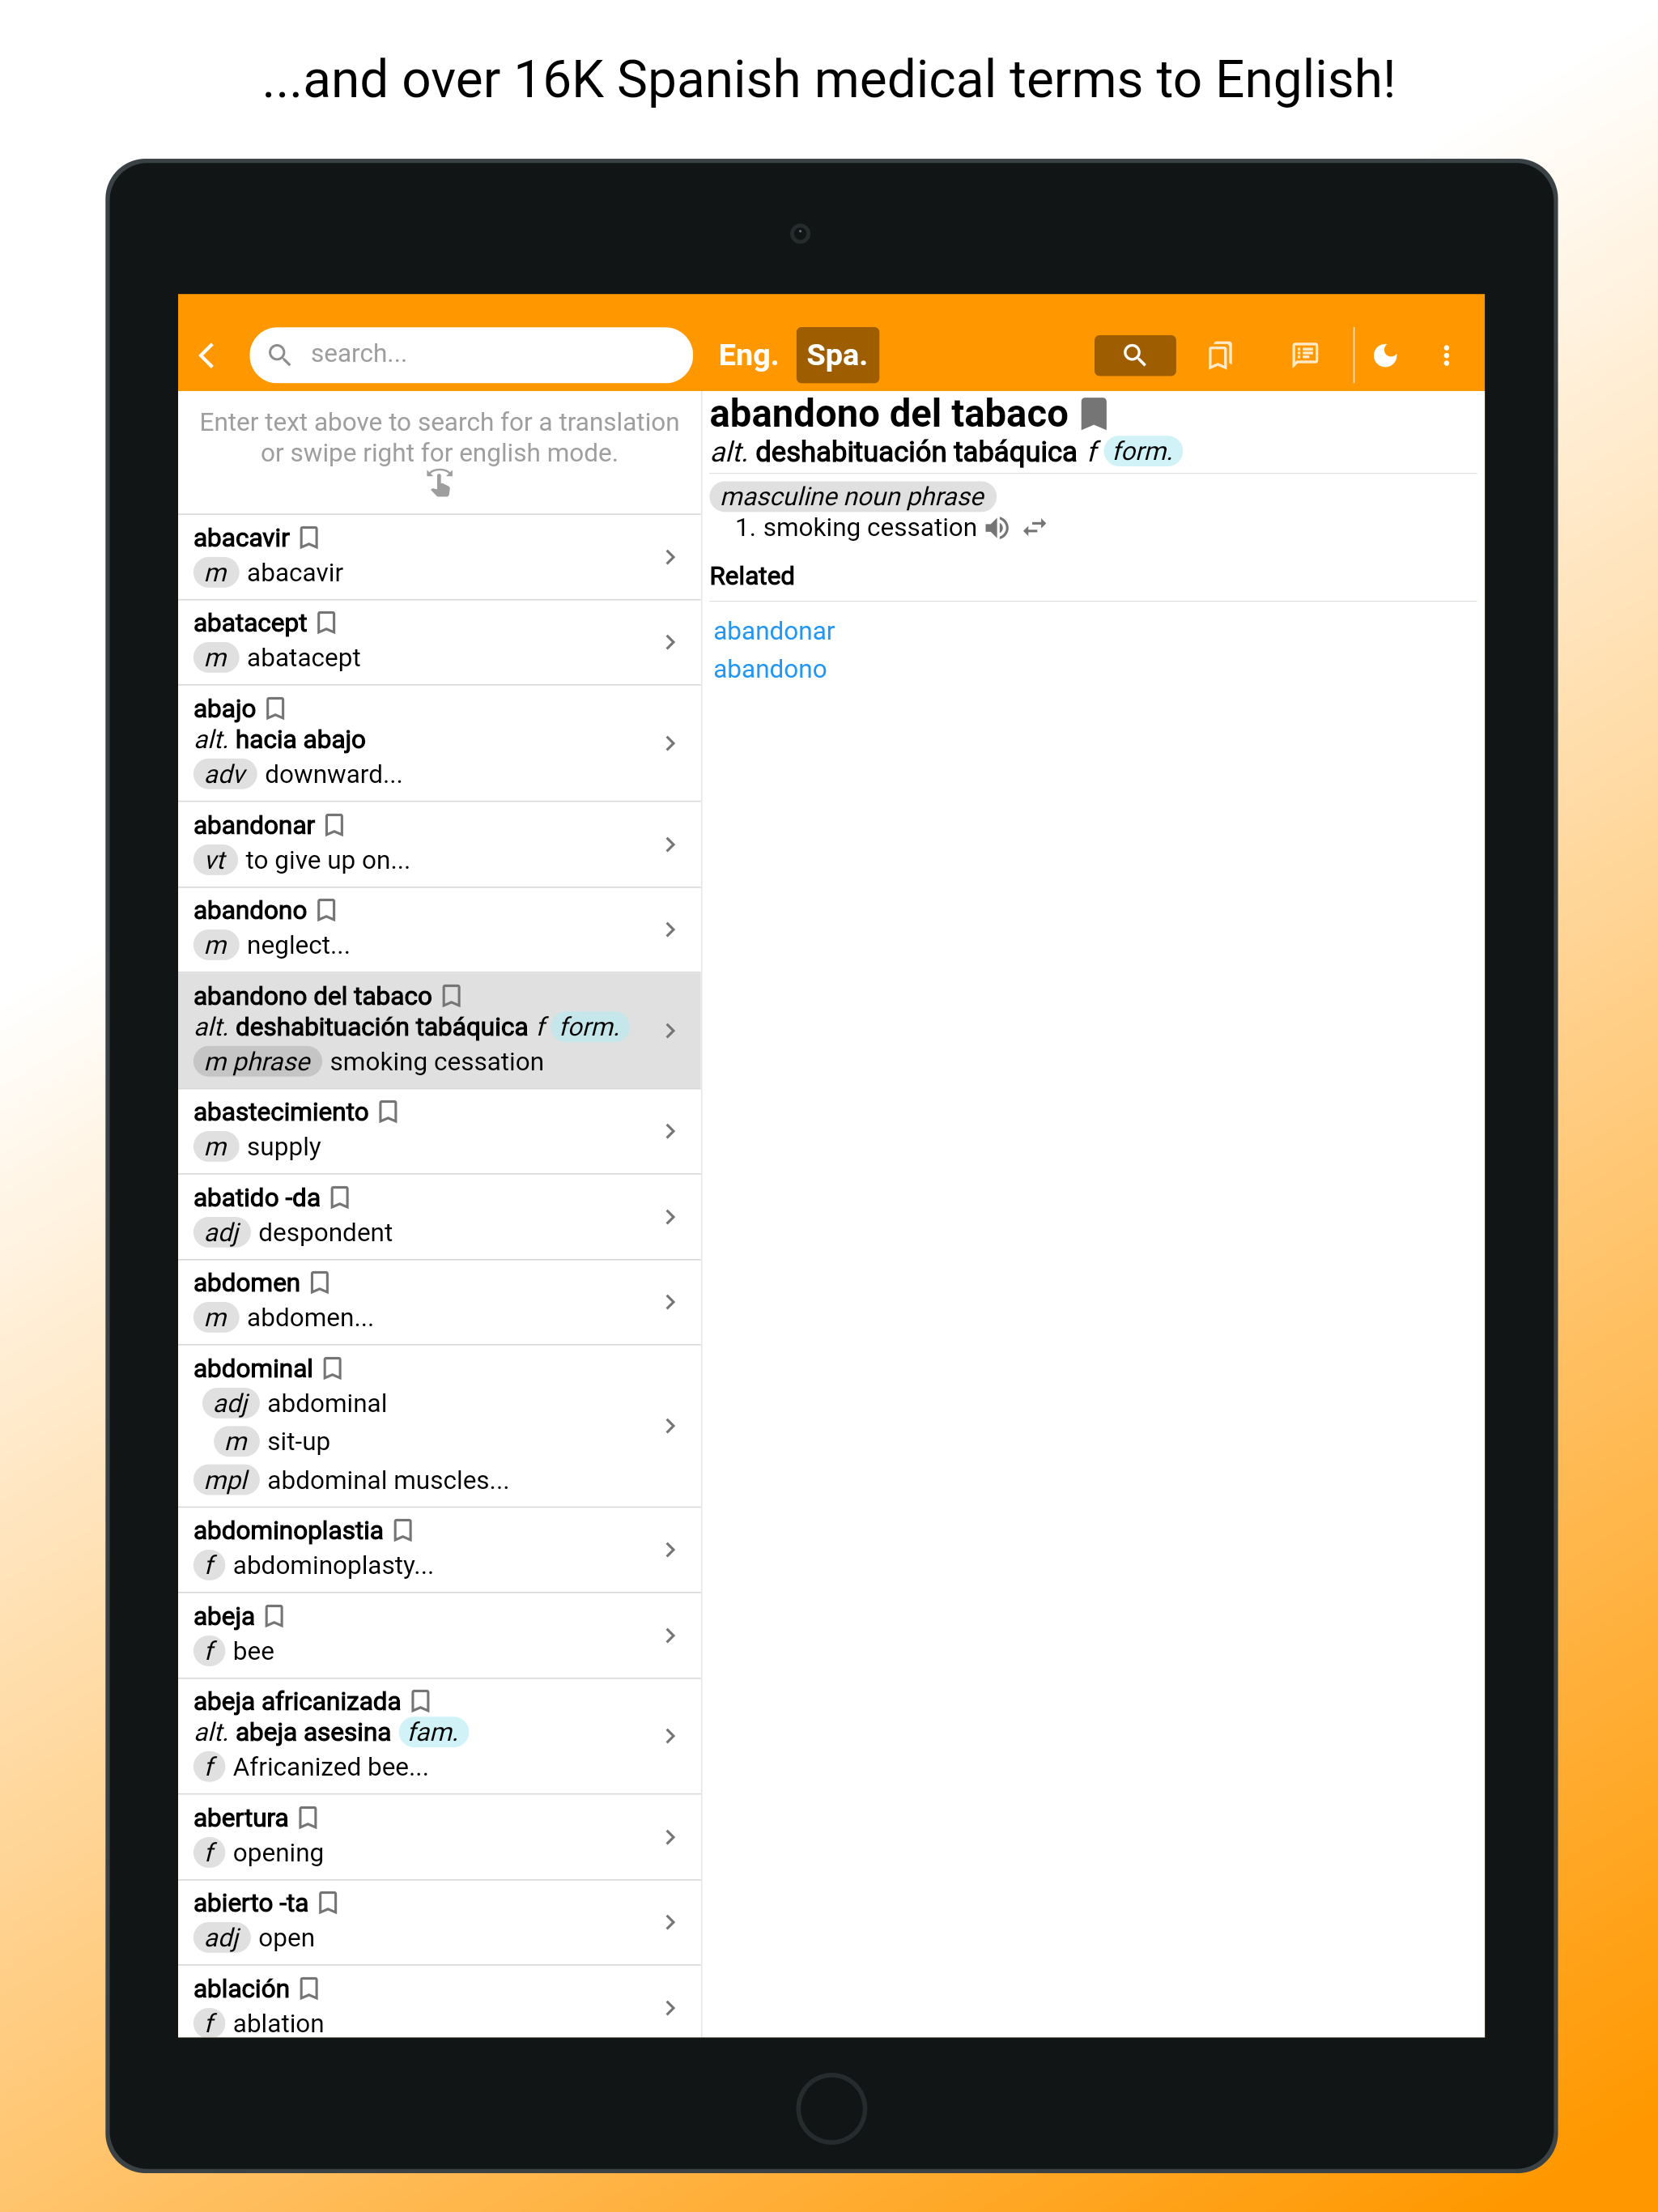 ...and over 16K Spanish medical terms to English!
search...
Eng. Spa.
Enter text above to search for a translation
or swipe right for english mode.
abacavir
m abacavir
abatacept
m abatacept
abajo
alt. hacia abajo
adv downward...
abandonar
vt to give up on...
abandono
m neglect...
abandono del tabaco
alt. deshabituación tabáquica f form.
m phrase smoking cessation
abastecimiento
m supply
abatido -da
adj despondent
abdomen
m abdomen...
abdominal
adj abdominal
m sit-up
mpl abdominal muscles...
abdominoplastia
f abdominoplasty...
abeja
f bee
abeja africanizada
alt. abeja asesina fam.
f Africanized bee...
abertura
f opening
abierto -ta
adj open
ablación
f ablation
abandono del tabaco
alt. deshabituación tabáquica f form.
masculine noun phrase
1. smoking cessation
Related
abandonar
abandono